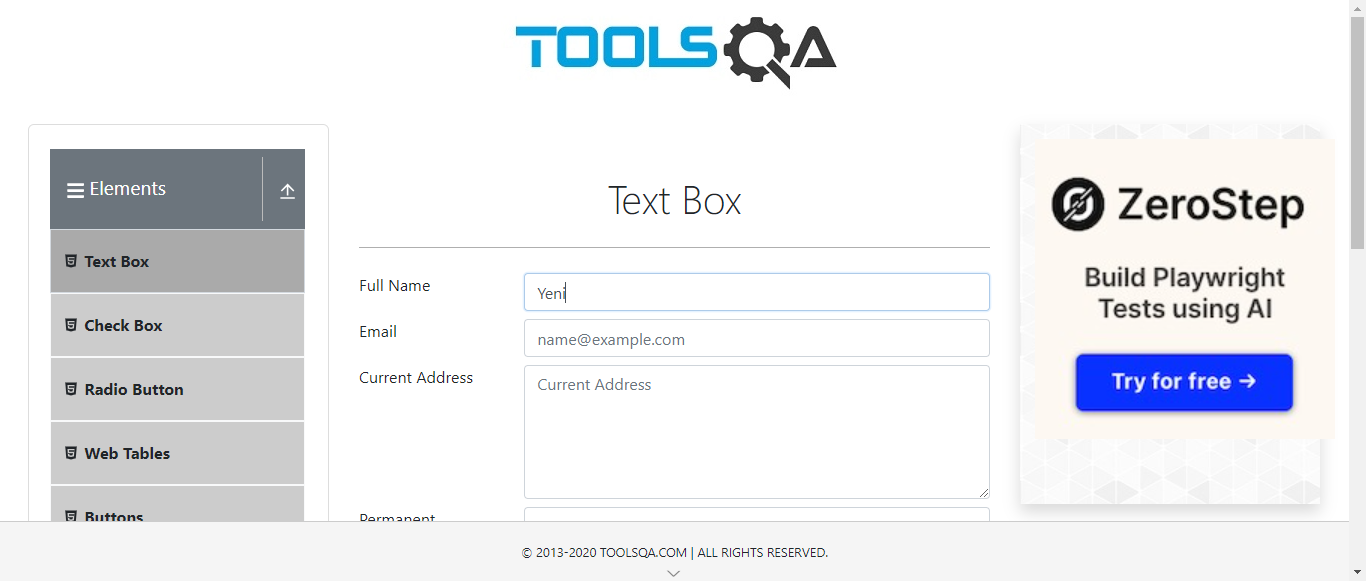 TOOLSQA
Elements
Text Box
Check Box
Radio Button
Web Tables
Buttons
Text Box
Full Name
Yeni
Email
name@example.com
Current Address
Current Address
Permanent
ZeroStep
Build Playwright
Tests using AI
Try for free →
© 2013-2020 TOOLSQA.COM | ALL RIGHTS RESERVED.